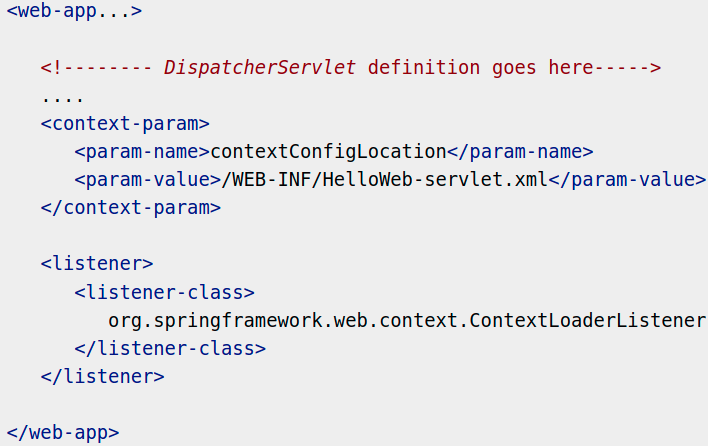 <web-app...>
<!-------- DispatcherServlet definition goes here----->
....
<context-param>
<param-name>contextConfigLocation</param-name>
<param-value>/WEB-INF/HelloWeb-servlet.xml</param-value>
</context-param>
<listener>
<listener-class>
org.springframework.web.context.ContextLoaderListener
</listener-class>
</listener>
</web-app>